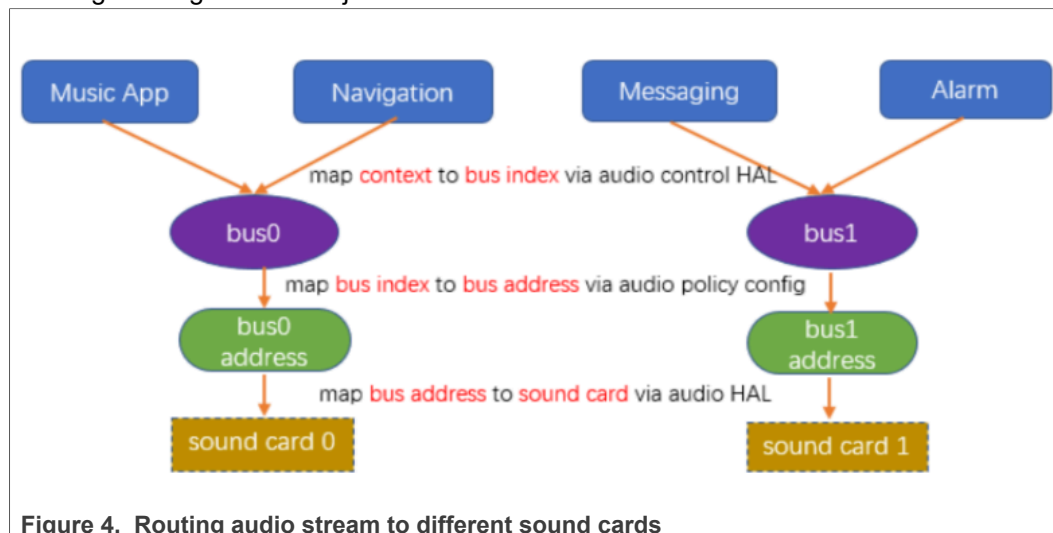 Music App
Navigation
Messaging
Alarm
map context to bus index via audio control HAL
bus0
bus1
map bus index to bus address via audio policy config
bus0
address
bus1
address
map bus address to sound card via audio HAL
sound card 0
sound card 1
Figure 4. Routing audio stream to different sound cards